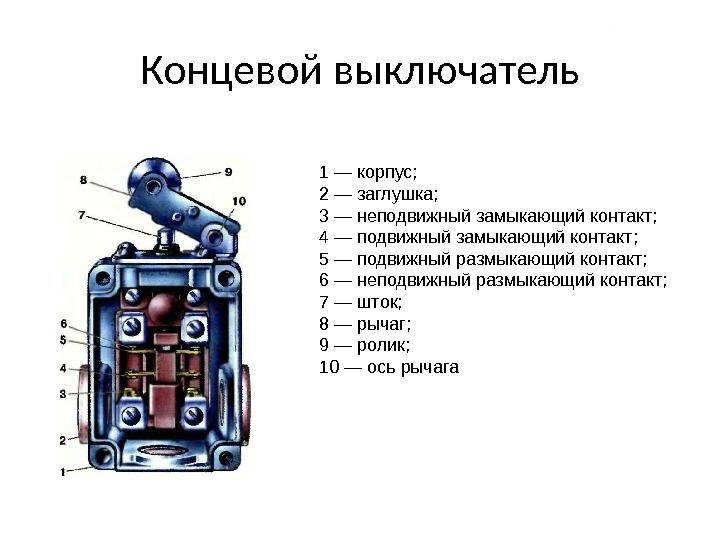 Концевой выключатель
1 — корпус;
2 — заглушка;
3 — неподвижный замыкающий контакт;
4 — подвижный замыкающий контакт;
5 — подвижный размыкающий контакт;
6 — неподвижный размыкающий контакт;
7 — шток;
8 — рычаг;
9 — ролик;
10 — ось рычага
9
8
10
7
6
5
4
3
2
1